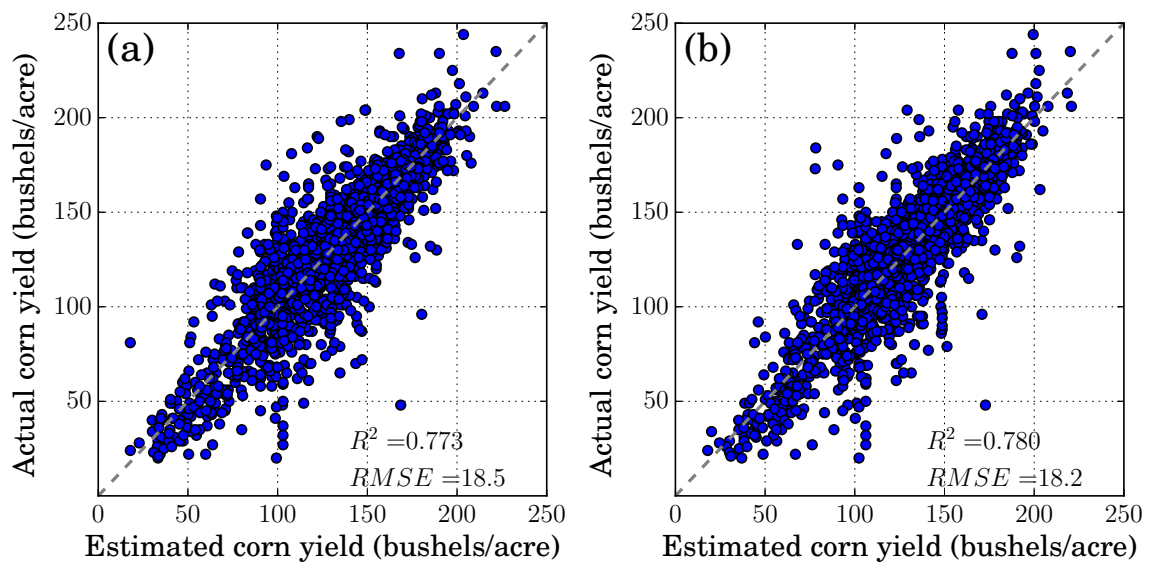 (a)
250
200
150
100
50
Actual corn yield (bushels/acre)
R² =0.773
RMSE =18.5
0 50 100 150 200 250
Estimated corn yield (bushels/acre)
(b)
250
200
150
100
50
Actual corn yield (bushels/acre)
R² =0.780
RMSE =18.2
0 50 100 150 200 250
Estimated corn yield (bushels/acre)